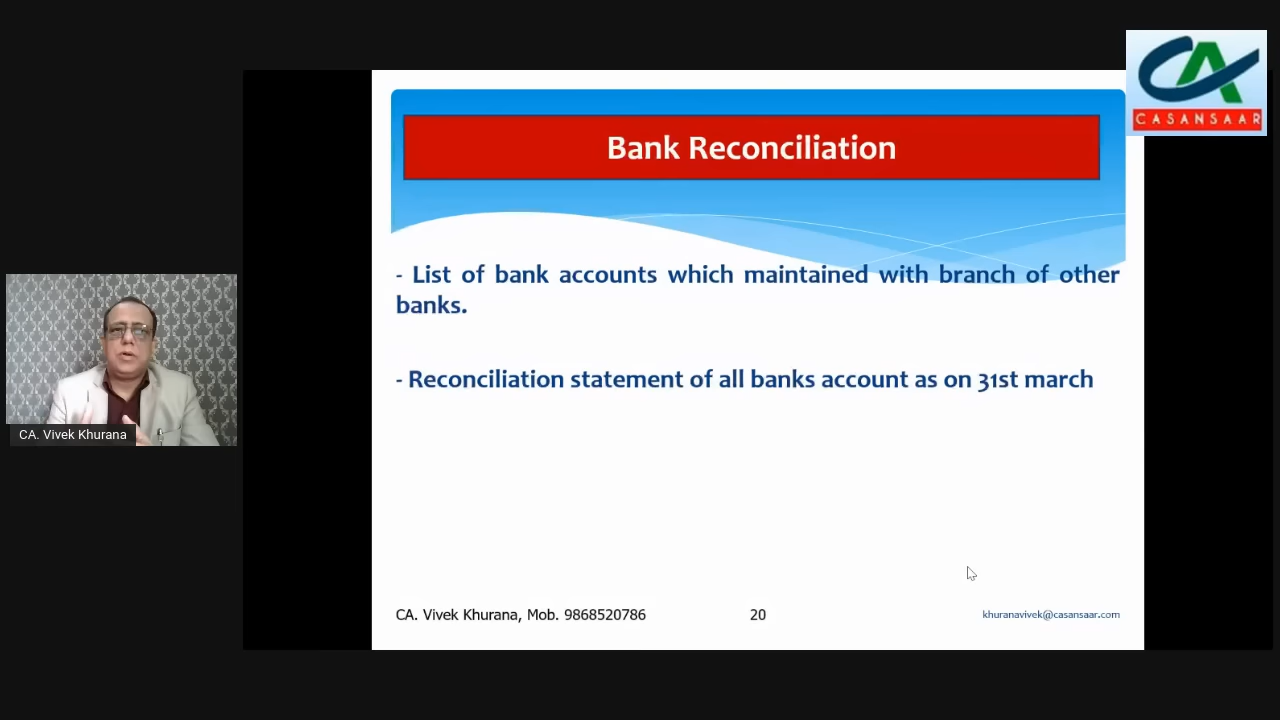 CASANSAAR
Bank Reconciliation
- List of bank accounts which maintained with branch of other
banks.
- Reconciliation statement of all banks account as on 31st march
CA. Vivek Khurana
CA. Vivek Khurana, Mob. 9868520786 20 khuranavivek@casansaar.com